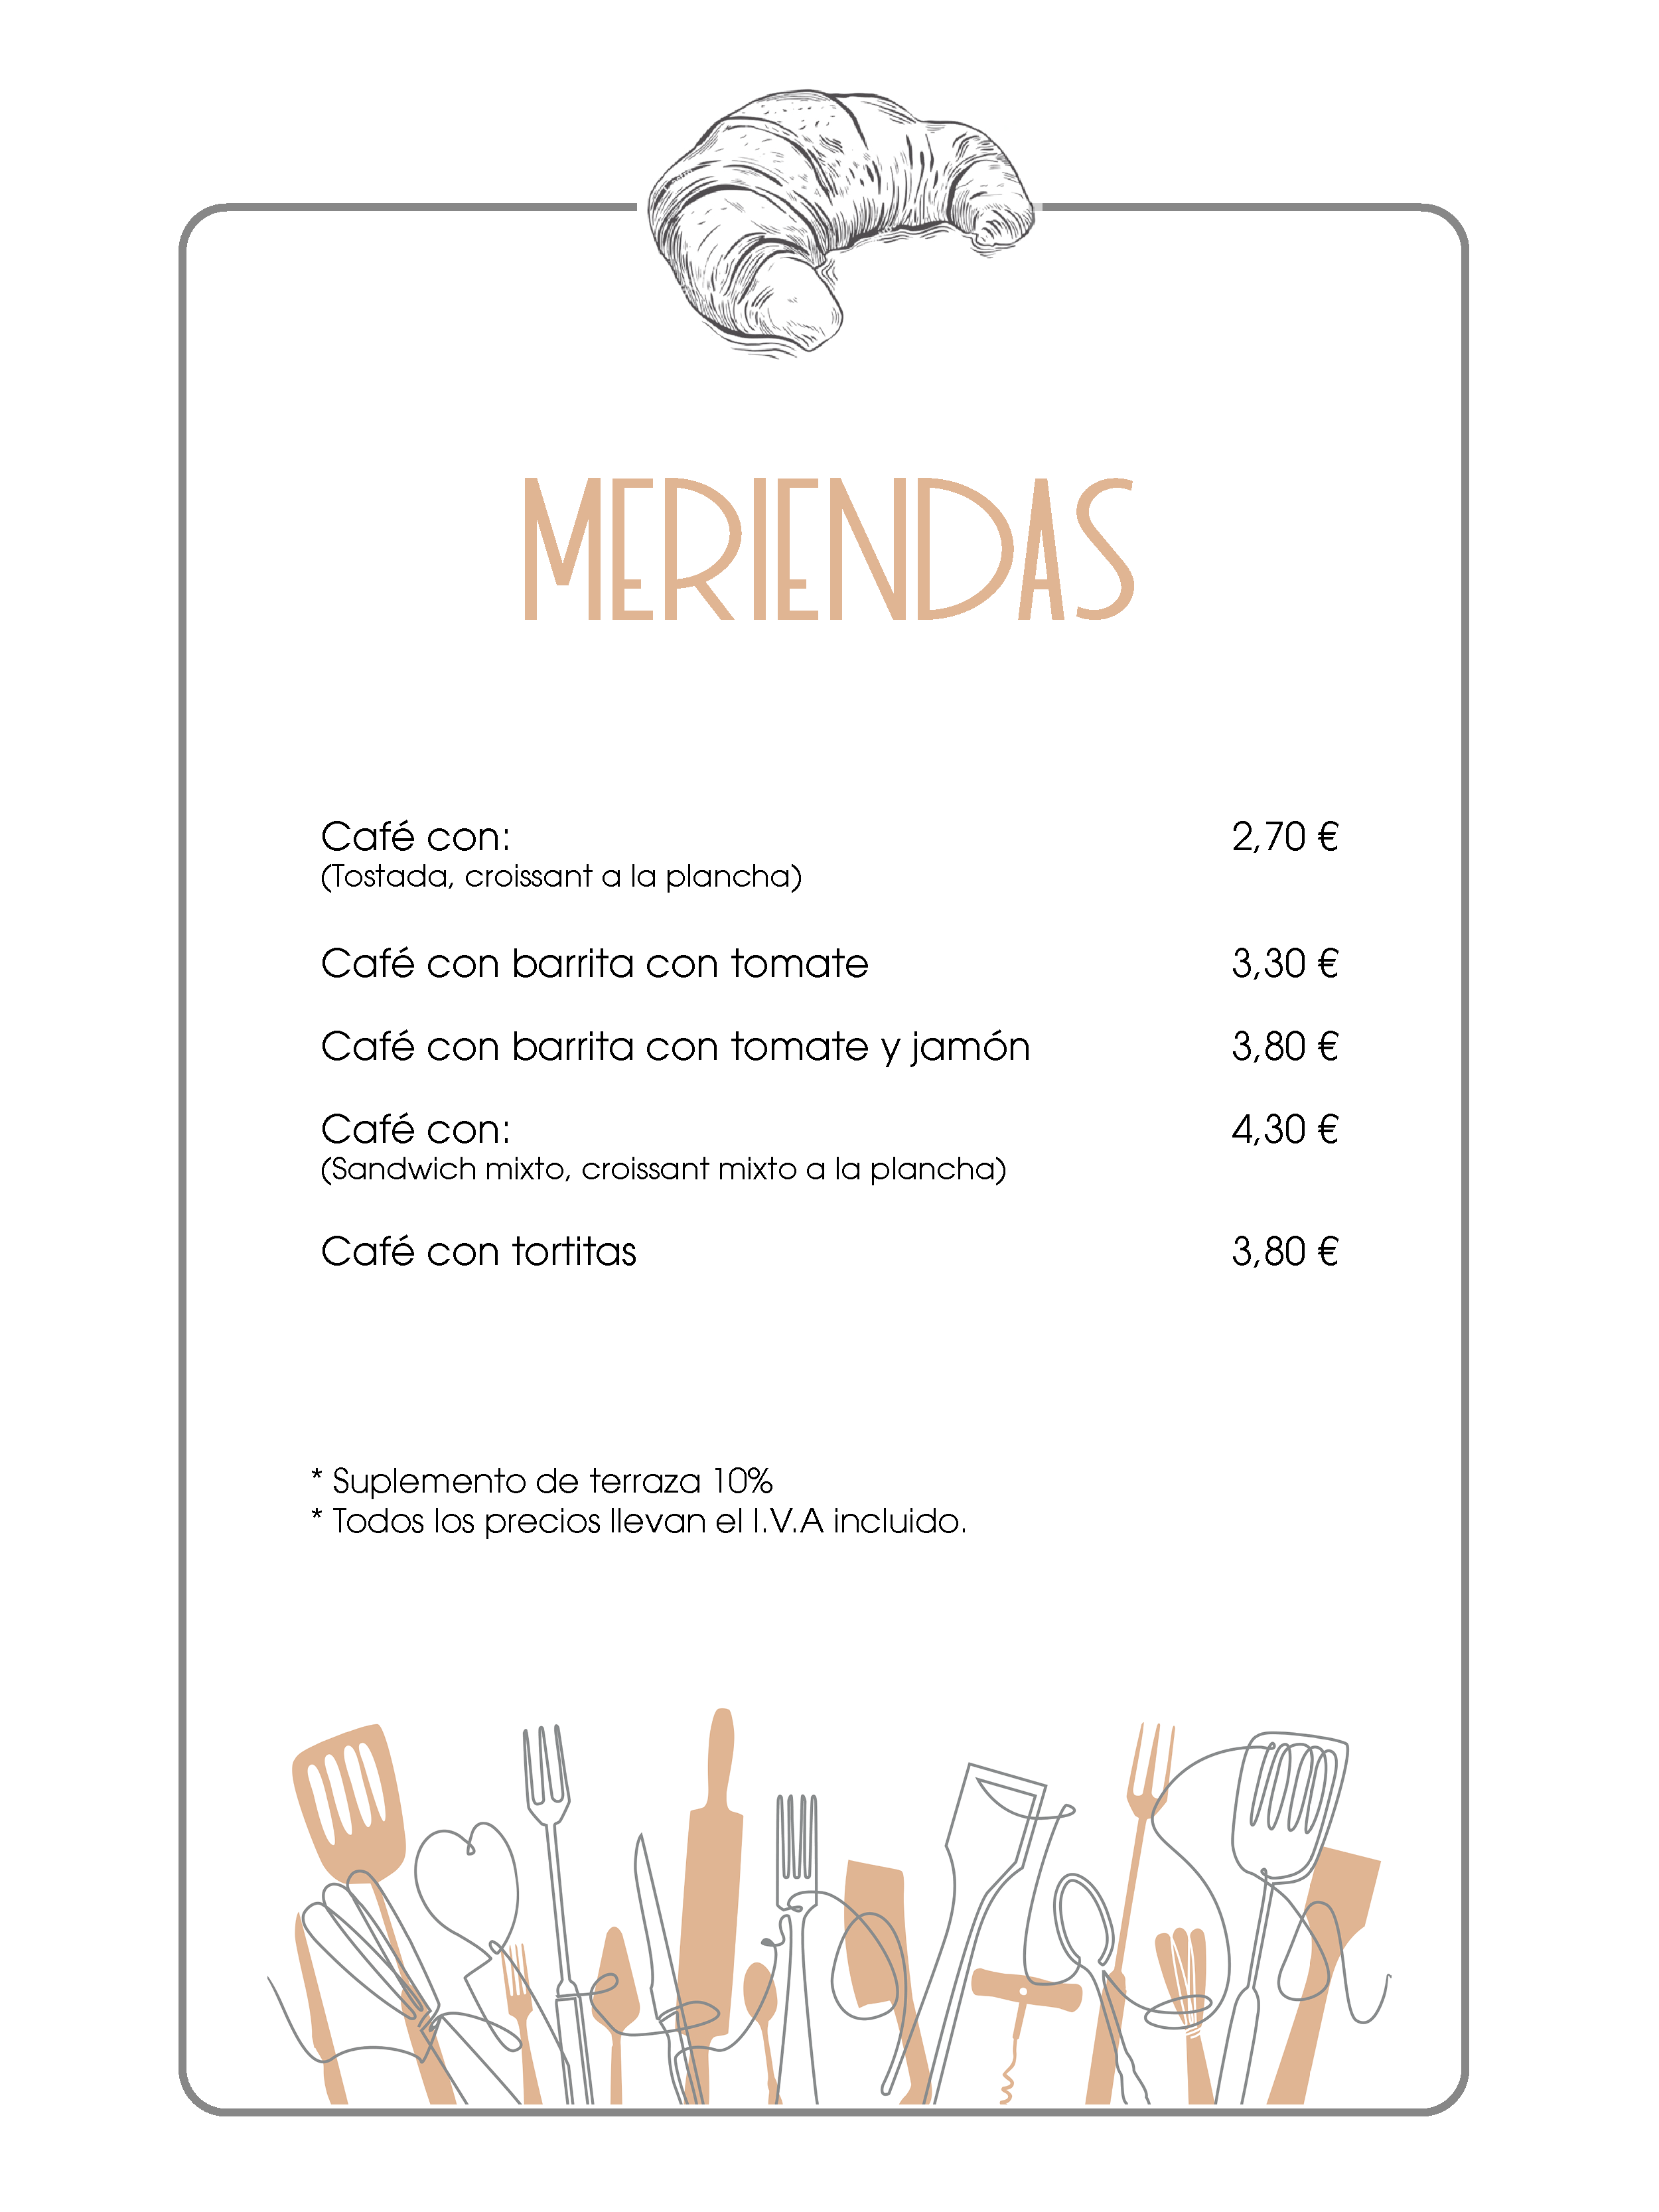 MERIENDAS
Café con: 2,70 €
(Tostada, croissant a la plancha)
Café con barrita con tomate 3,30 €
Café con barrita con tomate y jamón 3,80 €
Café con: 4,30 €
(Sandwich mixto, croissant mixto a la plancha)
Café con tortitas 3,80 €
* Suplemento de terraza 10%
* Todos los precios llevan el I.V.A incluido.